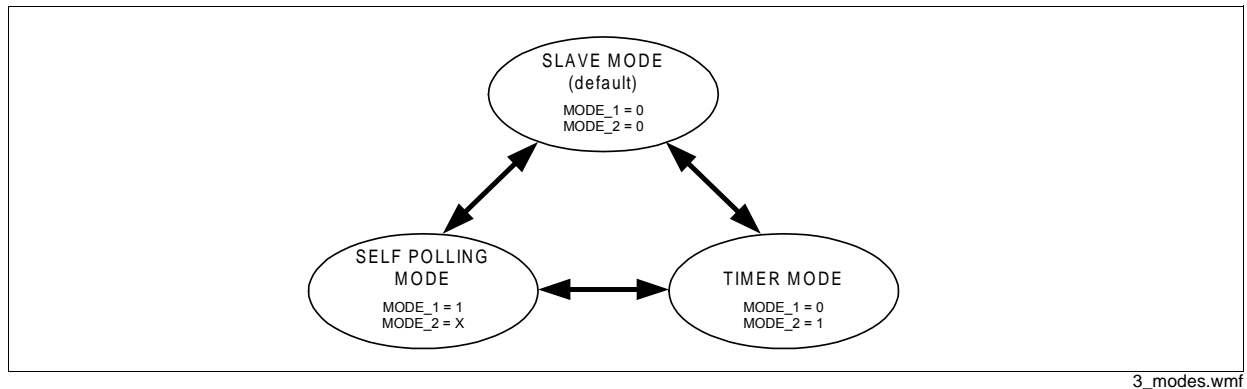 SLAVE MODE
(default)
MODE_1 = 0
MODE_2 = 0
SELF POLLING
MODE
MODE_1 = 1
MODE_2 = X
TIMER MODE
MODE_1 = 0
MODE_2 = 1
3_modes.wmf